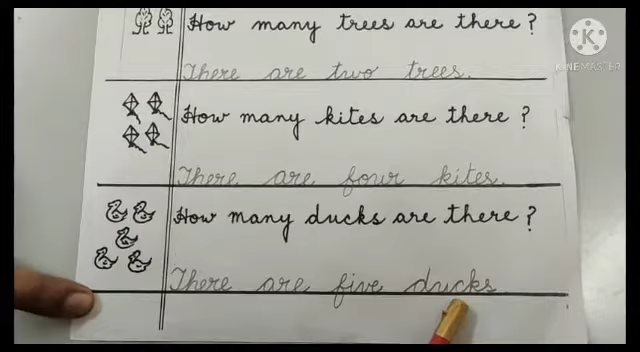 How many trees are there?
There are two trees.
How many kites are there?
There are four kites.
How many ducks are there?
There are five ducks
KINEMASTER